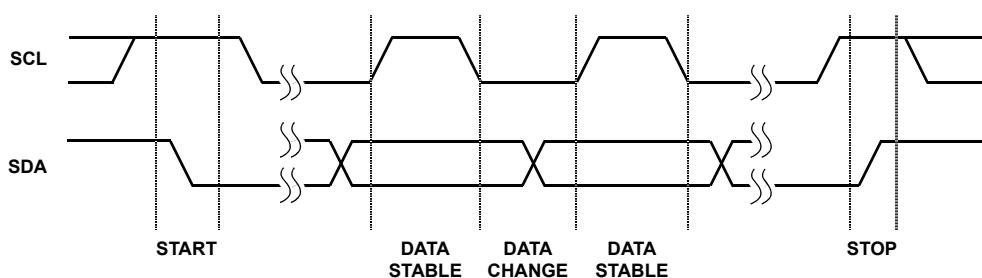 SCL
SDA
START
DATA STABLE
DATA CHANGE
DATA STABLE
STOP